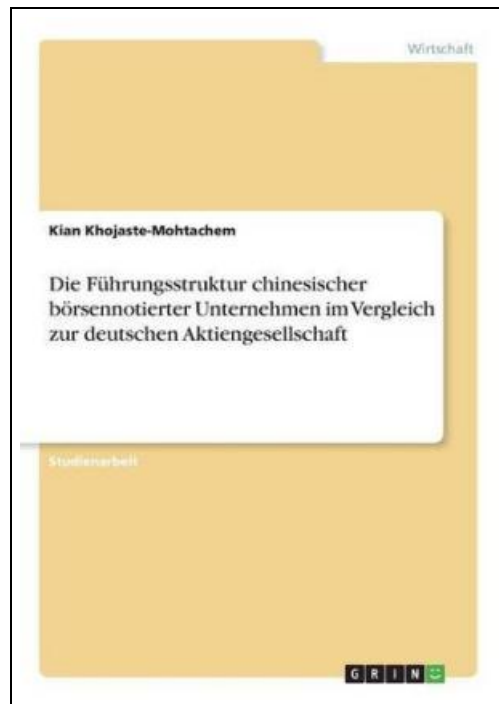 Wirtschaft
Kian Khojaste-Mohtachem
Die Führungsstruktur chinesischer
börsennotierter Unternehmen im Vergleich
zur deutschen Aktiengesellschaft
Studienarbeit
GRIN